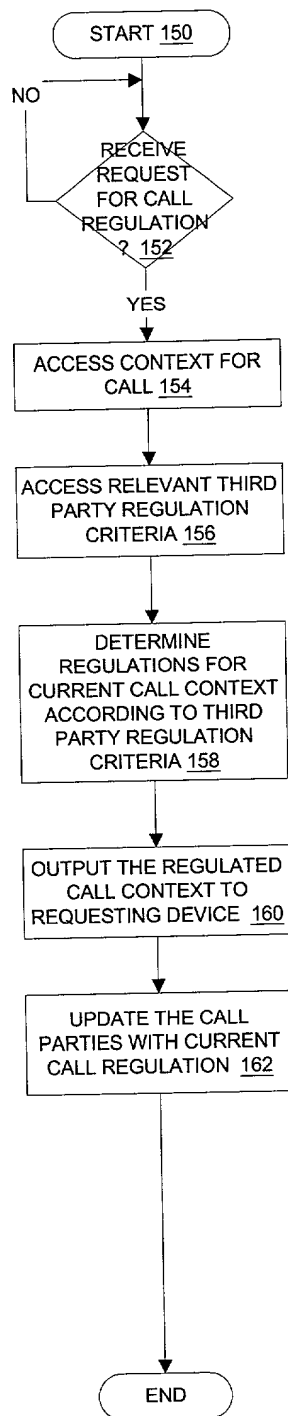 START 150
NO
RECEIVE
REQUEST
FOR CALL
REGULATION
? 152
YES
ACCESS CONTEXT FOR
CALL 154
ACCESS RELEVANT THIRD
PARTY REGULATION
CRITERIA 156
DETERMINE
REGULATIONS FOR
CURRENT CALL CONTEXT
ACCORDING TO THIRD
PARTY REGULATION
CRITERIA 158
OUTPUT THE REGULATED
CALL CONTEXT TO
REQUESTING DEVICE 160
UPDATE THE CALL
PARTIES WITH CURRENT
CALL REGULATION 162
END